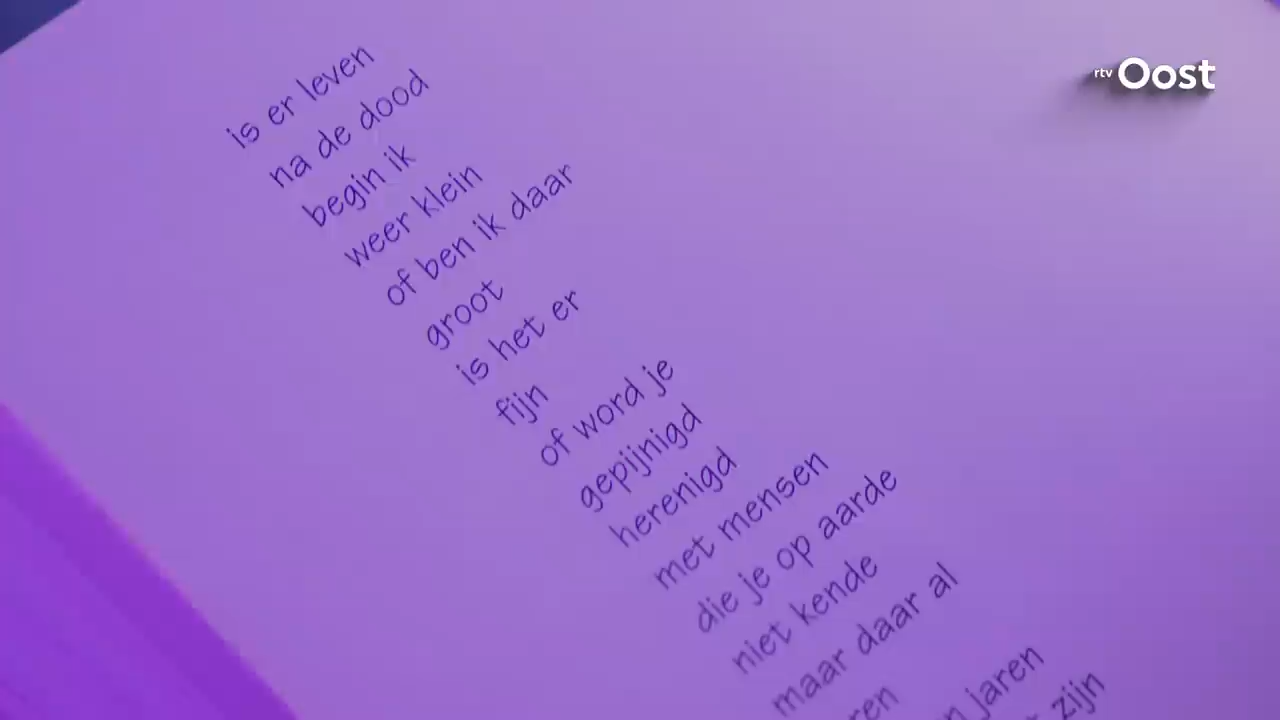 rtv Oost
is er leven
na de dood
begin ik
weer klein
of ben ik daar
groot
is het er
fijn
of word je
gepijnigd
herenigd
met mensen
die je op aarde
niet kende
maar daar al
jaren
zijn